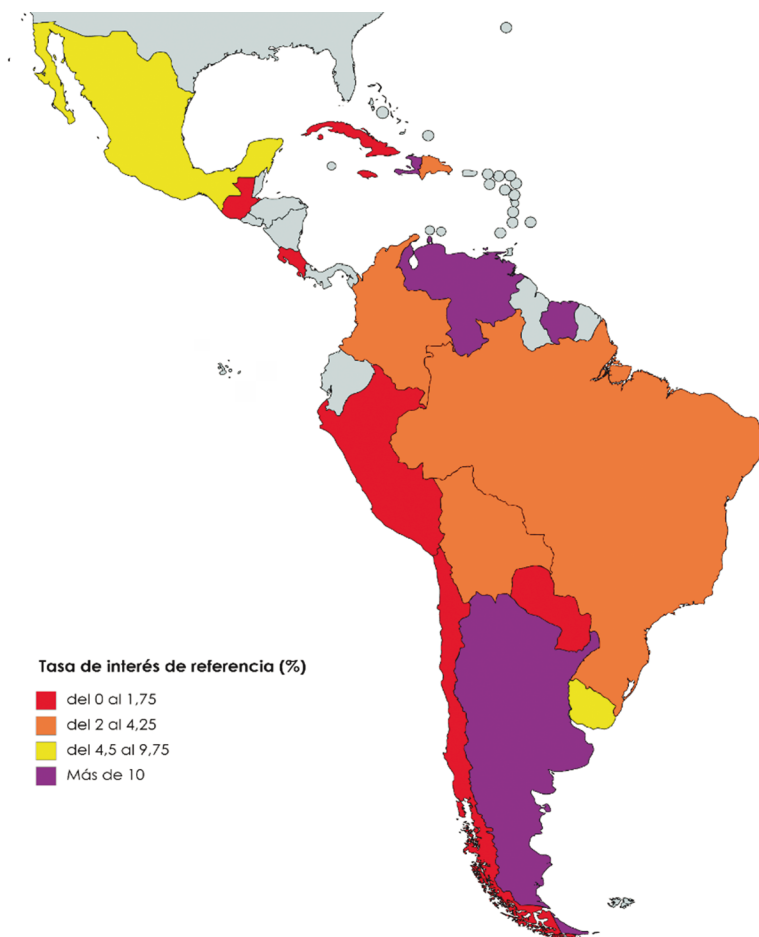 Tasa de interés de referencia (%)
del 0 al 1,75
del 2 al 4,25
del 4,5 al 9,75
Más de 10